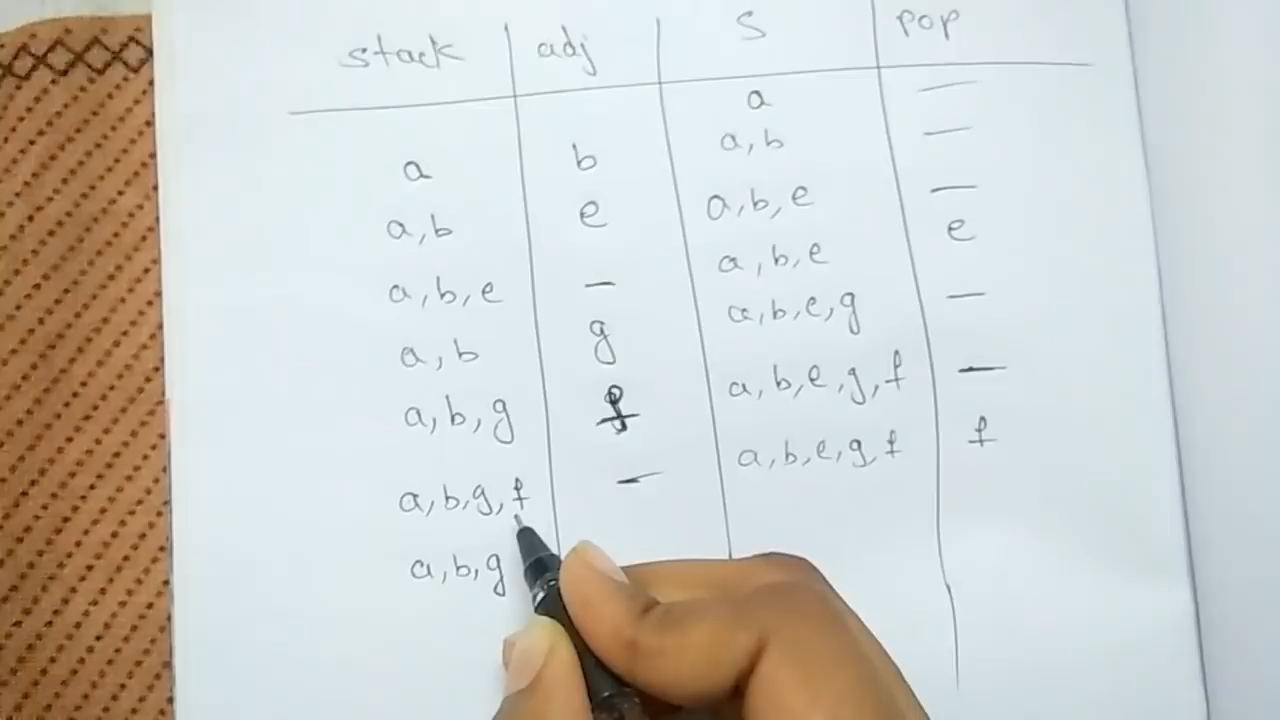 stack adj S pop
a —
a b a,b —
a,b e a,b,e —
a,b,e – a,b,e e
a,b g a,b,e,g —
a,b,g f a,b,e,g,f —
a,b,g,f — a,b,e,g,f f
a,b,g